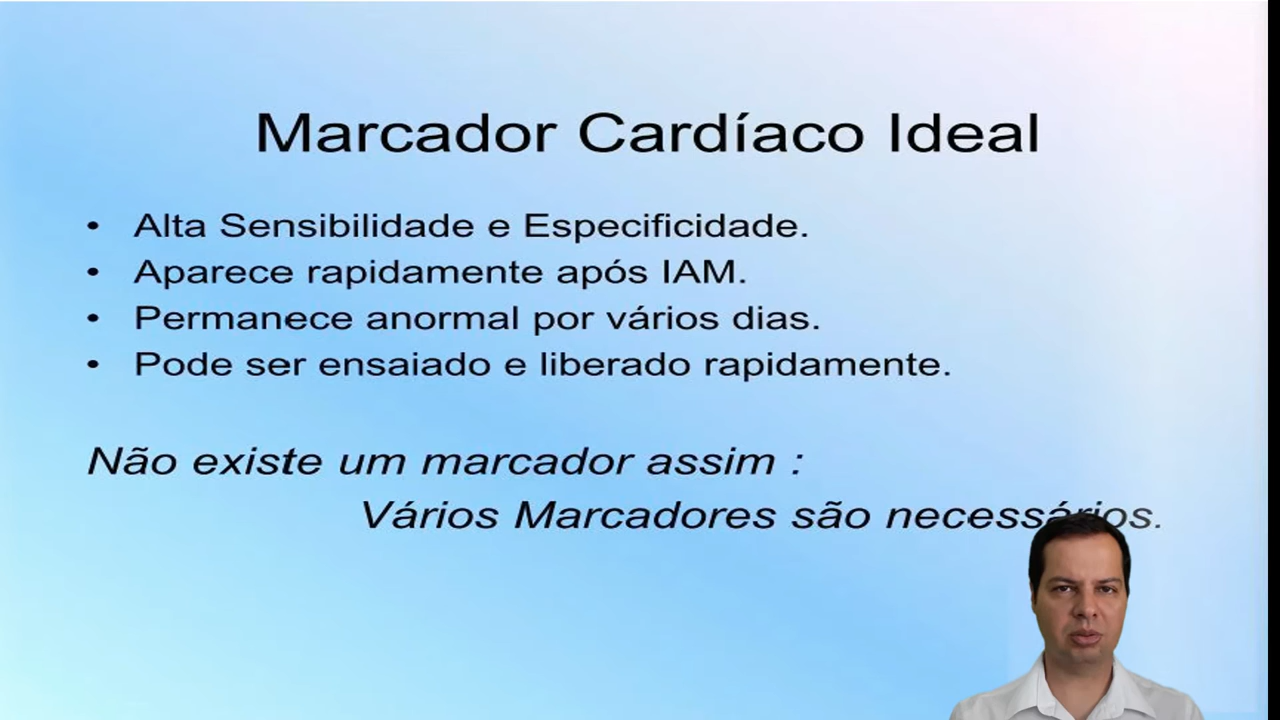 Marcador Cardíaco Ideal
• Alta Sensibilidade e Especificidade.
• Aparece rapidamente após IAM.
• Permanece anormal por vários dias.
• Pode ser ensaiado e liberado rapidamente.
Não existe um marcador assim :
Vários Marcadores são necessários.